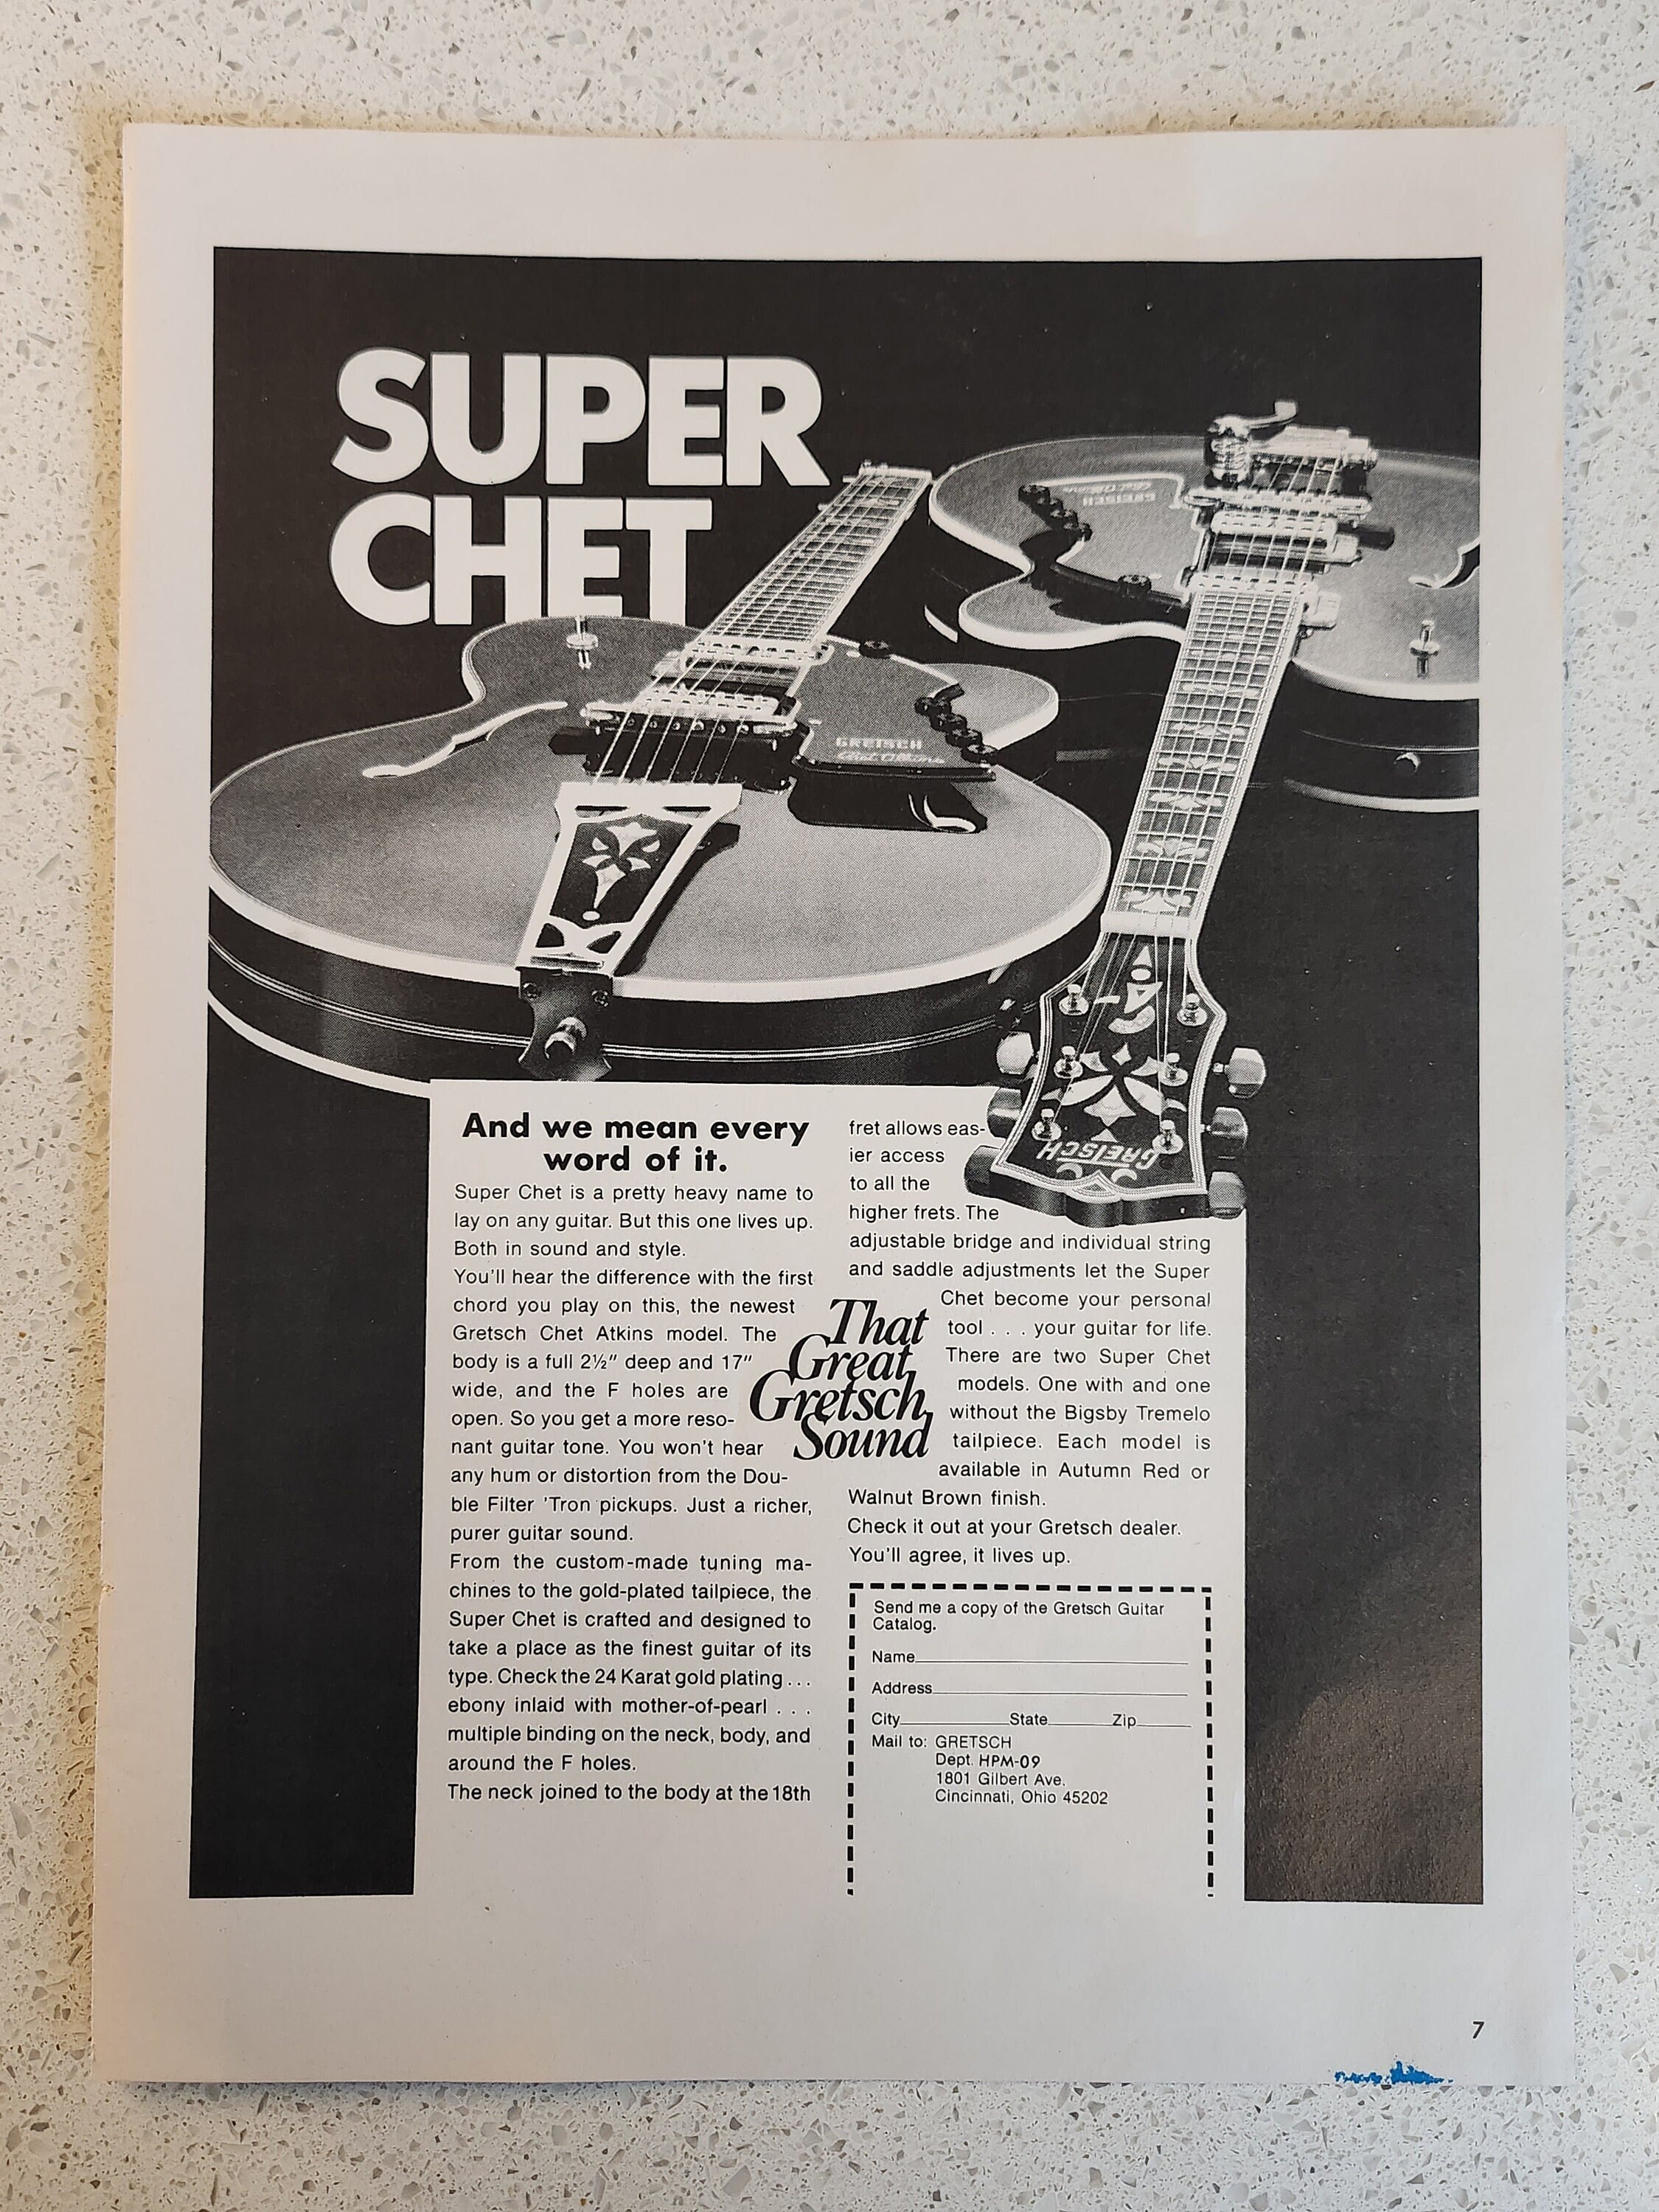 SUPER
CHET
GRETSCH
Chet Atkins
GRETSCH
Chet Atkins
GRETSCH
And we mean every
word of it.
Super Chet is a pretty heavy name to
lay on any guitar. But this one lives up.
Both in sound and style.
You'll hear the difference with the first
chord you play on this, the newest
Gretsch Chet Atkins model. The
body is a full 2½" deep and 17"
wide, and the F holes are
open. So you get a more reso-
nant guitar tone. You won't hear
any hum or distortion from the Dou-
ble Filter 'Tron pickups. Just a richer,
purer guitar sound.
From the custom-made tuning ma-
chines to the gold-plated tailpiece, the
Super Chet is crafted and designed to
take a place as the finest guitar of its
type. Check the 24 Karat gold plating . . .
ebony inlaid with mother-of-pearl . . .
multiple binding on the neck, body, and
around the F holes.
The neck joined to the body at the 18th
fret allows eas-
ier access
to all the
higher frets. The
adjustable bridge and individual string
and saddle adjustments let the Super
Chet become your personal
tool . . . your guitar for life.
There are two Super Chet
models. One with and one
without the Bigsby Tremelo
tailpiece. Each model is
available in Autumn Red or
Walnut Brown finish.
Check it out at your Gretsch dealer.
You'll agree, it lives up.
That
Great
Gretsch
Sound
Send me a copy of the Gretsch Guitar
Catalog.
Name
Address
City State Zip
Mail to: GRETSCH
Dept. HPM-09
1801 Gilbert Ave.
Cincinnati, Ohio 45202
7